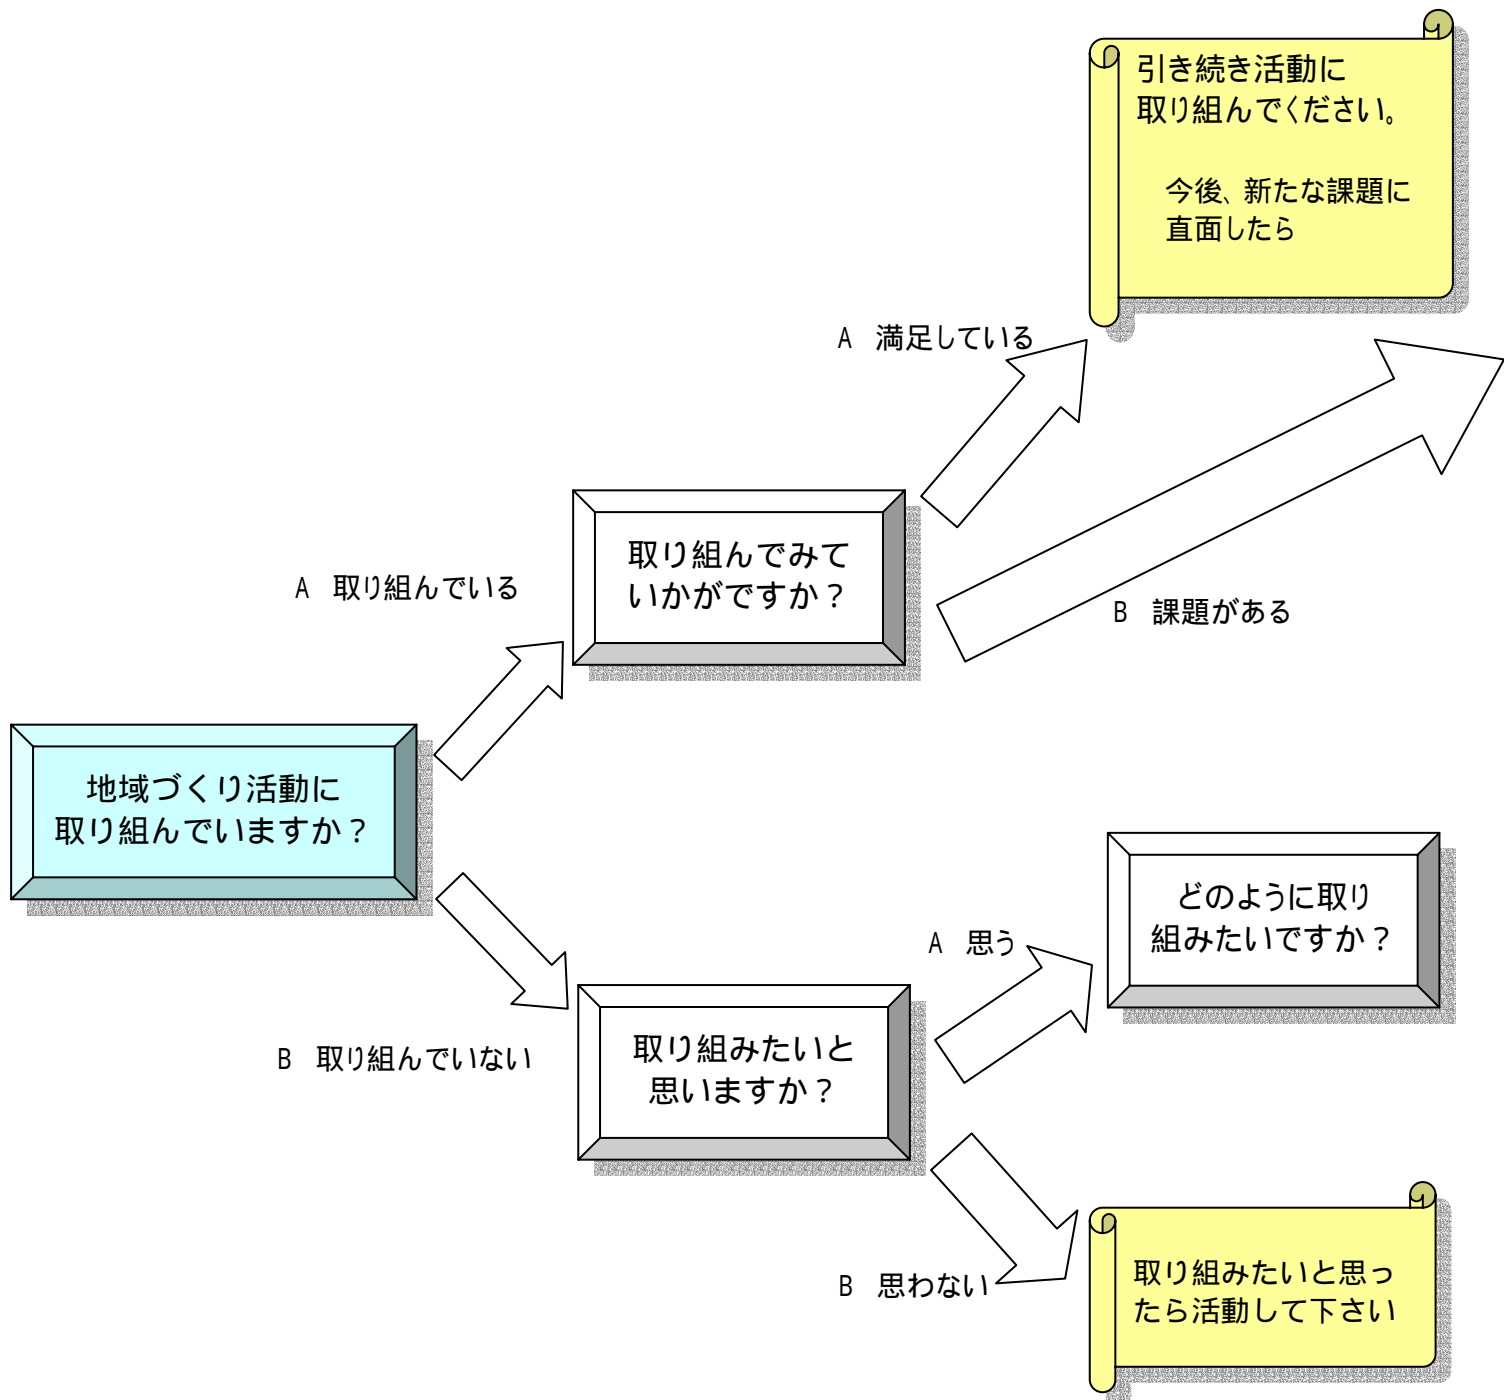 引き続き活動に
取り組んでください。
今後、新たな課題に
直面したら
A 満足している
取り組んでみて
いかがですか？
A 取り組んでいる
B 課題がある
地域づくり活動に
取り組んでいますか？
どのように取り
組みたいですか？
A 思う
取り組みたいと
思いますか？
B 取り組んでいない
B 思わない
取り組みたいと思っ
たら活動して下さい